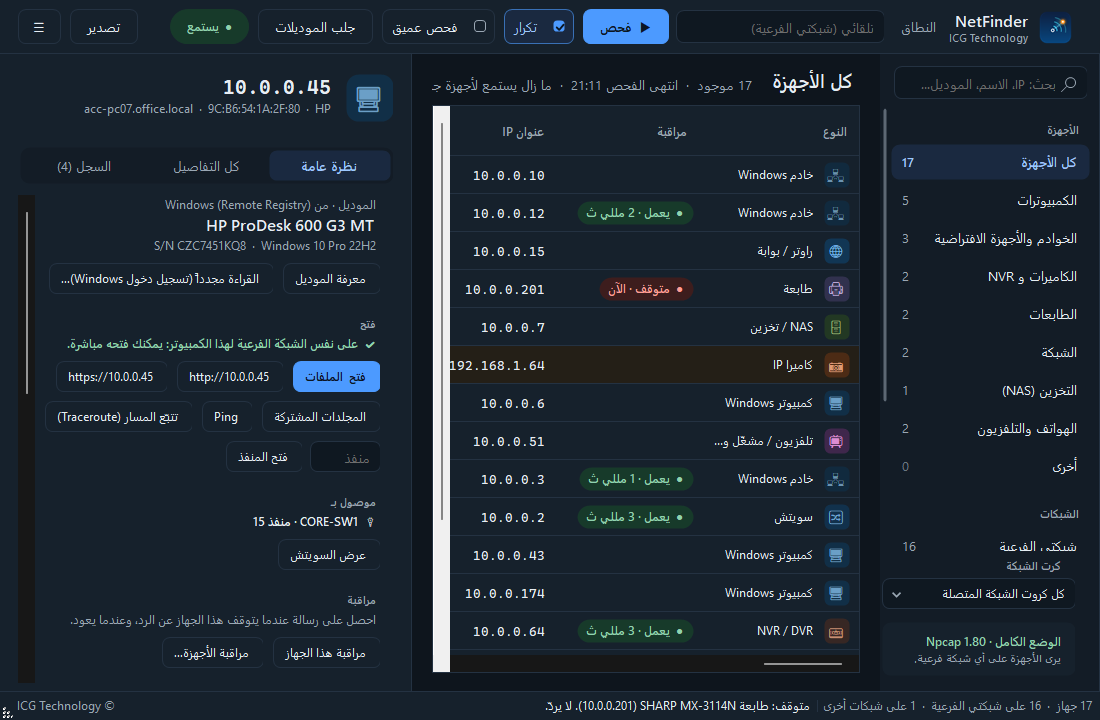 NetFinder
ICG Technology
النطاق
تلقائي (شبكتي الفرعية)
فحص
تكرار
فحص عميق
جلب الموديلات
يستمع
تصدير
بحث: IP، الاسم، الموديل...
الأجهزة
كل الأجهزة 17
الكمبيوترات 5
الخوادم والأجهزة الافتراضية 3
الكاميرات و NVR 2
الطابعات 2
الشبكة 2
التخزين (NAS) 1
الهواتف والتلفزيون 2
أخرى 0
الشبكات
شبكتي الفرعية 16
كرت الشبكة
كل كروت الشبكة المتصلة
الوضع الكامل · Npcap 1.80
يرى الأجهزة على أي شبكة فرعية.
كل الأجهزة
17 موجود · انتهى الفحص 21:11 · ما زال يستمع لأجهزة جـ
النوع مراقبة عنوان IP
خادم Windows 10.0.0.10
خادم Windows يعمل · 2 مللي ث 10.0.0.12
راوتر / بوابة 10.0.0.15
طابعة متوقف · الآن 10.0.0.201
NAS / تخزين 10.0.0.7
كاميرا IP 192.168.1.64
كمبيوتر Windows 10.0.0.6
تلفزيون / مشغّل و... 10.0.0.51
خادم Windows يعمل · 1 مللي ث 10.0.0.3
سويتش يعمل · 3 مللي ث 10.0.0.2
كمبيوتر Windows 10.0.0.43
كمبيوتر Windows 10.0.0.174
NVR / DVR يعمل · 3 مللي ث 10.0.0.64
10.0.0.45
acc-pc07.office.local · 9C:B6:54:1A:2F:80 · HP
نظرة عامة
كل التفاصيل
السجل (4)
الموديل · من Windows (Remote Registry)
HP ProDesk 600 G3 MT
S/N CZC7451KQ8 · Windows 10 Pro 22H2
معرفة الموديل
القراءة مجدداً (تسجيل دخول Windows)...
فتح
على نفس الشبكة الفرعية لهذا الكمبيوتر: يمكنك فتحه مباشرة.
فتح الملفات
http://10.0.0.45
https://10.0.0.45
المجلدات المشتركة
Ping
تتبّع المسار (Traceroute)
منفذ
فتح المنفذ
موصول بـ
CORE-SW1 · منفذ 15
عرض السويتش
مراقبة
احصل على رسالة عندما يتوقف هذا الجهاز عن الرد، وعندما يعود.
مراقبة هذا الجهاز
مراقبة الأجهزة...
17 جهاز · 16 على شبكتي الفرعية · 1 على شبكات أخرى
متوقف: طابعة SHARP MX-3114N (10.0.0.201). لا يردّ.
ICG Technology ©